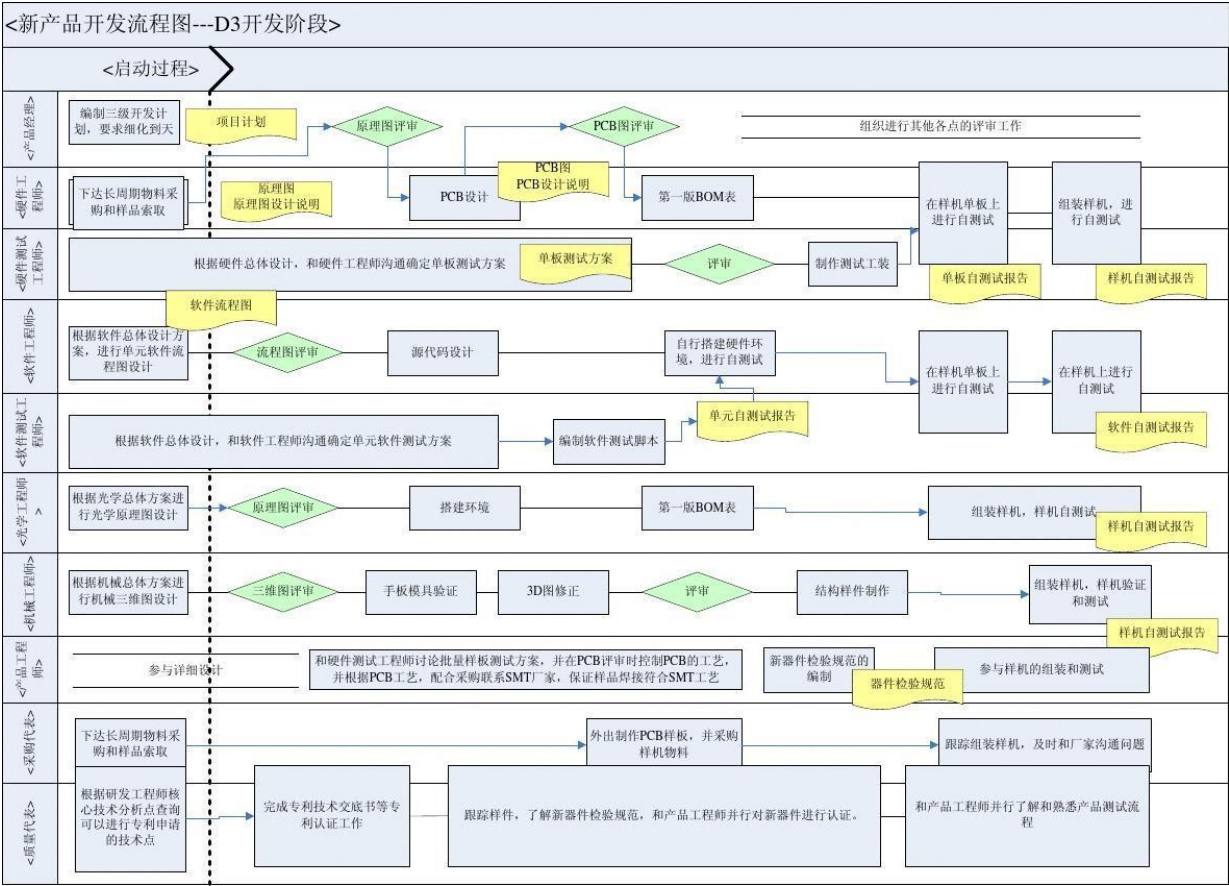 <新产品开发流程图---D3开发阶段>
<启动过程>
<产品经理>
编制三级开发计
划，要求细化到天
项目计划
原理图评审
PCB图评审
组织进行其他各点的评审工作
<硬件工
程师>
下达长周期物料采
购和样品索取
原理图
原理图设计说明
PCB设计
PCB图
PCB设计说明
第一版BOM表
在样机单板上
进行自测试
组装样机，进
行自测试
<硬件测试
工程师>
根据硬件总体设计，和硬件工程师沟通确定单板测试方案
单板测试方案
评审
制作测试工装
单板自测试报告
样机自测试报告
<软件工程师>
软件流程图
根据软件总体设计方
案，进行单元软件流
程图设计
流程图评审
源代码设计
自行搭建硬件环
境，进行自测试
在样机单板上
进行自测试
在样机上进行
自测试
<软件测试工
程师>
根据软件总体设计，和软件工程师沟通确定单元软件测试方案
编制软件测试脚本
单元自测试报告
软件自测试报告
<光学工程师
>
根据光学总体方案进
行光学原理图设计
原理图评审
搭建环境
第一版BOM表
组装样机，样机自测试
样机自测试报告
<机械工程师>
根据机械总体方案进
行机械三维图设计
三维图评审
手板模具验证
3D图修正
评审
结构样件制作
组装样机，样机验证
和测试
样机自测试报告
<产品工程
师>
参与详细设计
和硬件测试工程师讨论批量样板测试方案，并在PCB评审时控制PCB的工艺，
并根据PCB工艺，配合采购联系SMT厂家，保证样品焊接符合SMT工艺
新器件检验规范的
编制
器件检验规范
参与样机的组装和测试
<采购代表>
下达长周期物料采
购和样品索取
外出制作PCB样板，并采购
样机物料
跟踪组装样机，及时和厂家沟通问题
<质量代表>
根据研发工程师核
心技术分析点查询
可以进行专利申请
的技术点
完成专利技术交底书等专
利认证工作
跟踪样件，了解新器件检验规范，和产品工程师并行对新器件进行认证。
和产品工程师并行了解和熟悉产品测试流
程